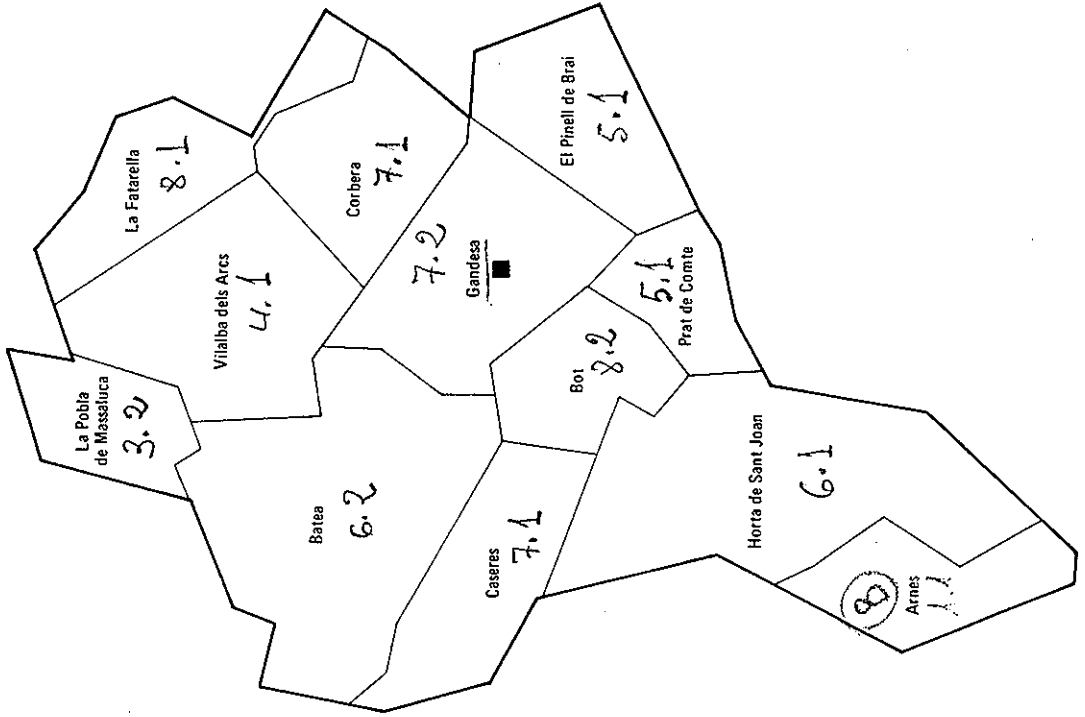 La Fatarella
8.1
Vilalba dels Arcs
4.1
Corbera
7.1
La Pobla
de Massaluca
3.2
Gandesa
7.2
El Pinell de Brai
5.1
Batea
6.2
Bot
8.2
Prat de Comte
5.1
Caseres
7.1
Horta de Sant Joan
6.1
Arnes
8
1.1